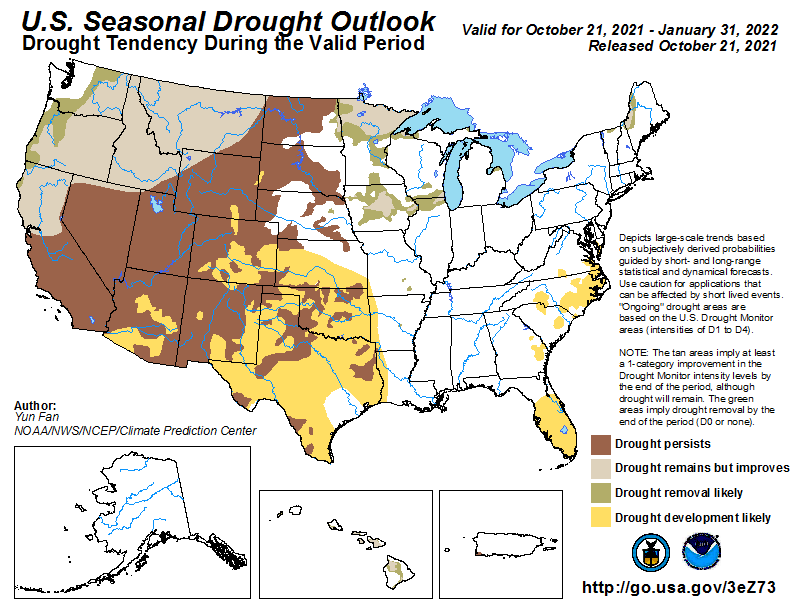 U.S. Seasonal Drought Outlook
Drought Tendency During the Valid Period
Valid for October 21, 2021 - January 31, 2022
Released October 21, 2021
Depicts large-scale trends based
on subjectively derived probabilities
guided by short- and long-range
statistical and dynamical forecasts.
Use caution for applications that
can be affected by short lived events.
"Ongoing" drought areas are
based on the U.S. Drought Monitor
areas (intensities of D1 to D4).
NOTE: The tan areas imply at least
a 1-category improvement in the
Drought Monitor intensity levels by
the end of the period, although
drought will remain. The green
areas imply drought removal by the
end of the period (D0 or none).
Author:
Yun Fan
NOAA/NWS/NCEP/Climate Prediction Center
Drought persists
Drought remains but improves
Drought removal likely
Drought development likely
http://go.usa.gov/3eZ73